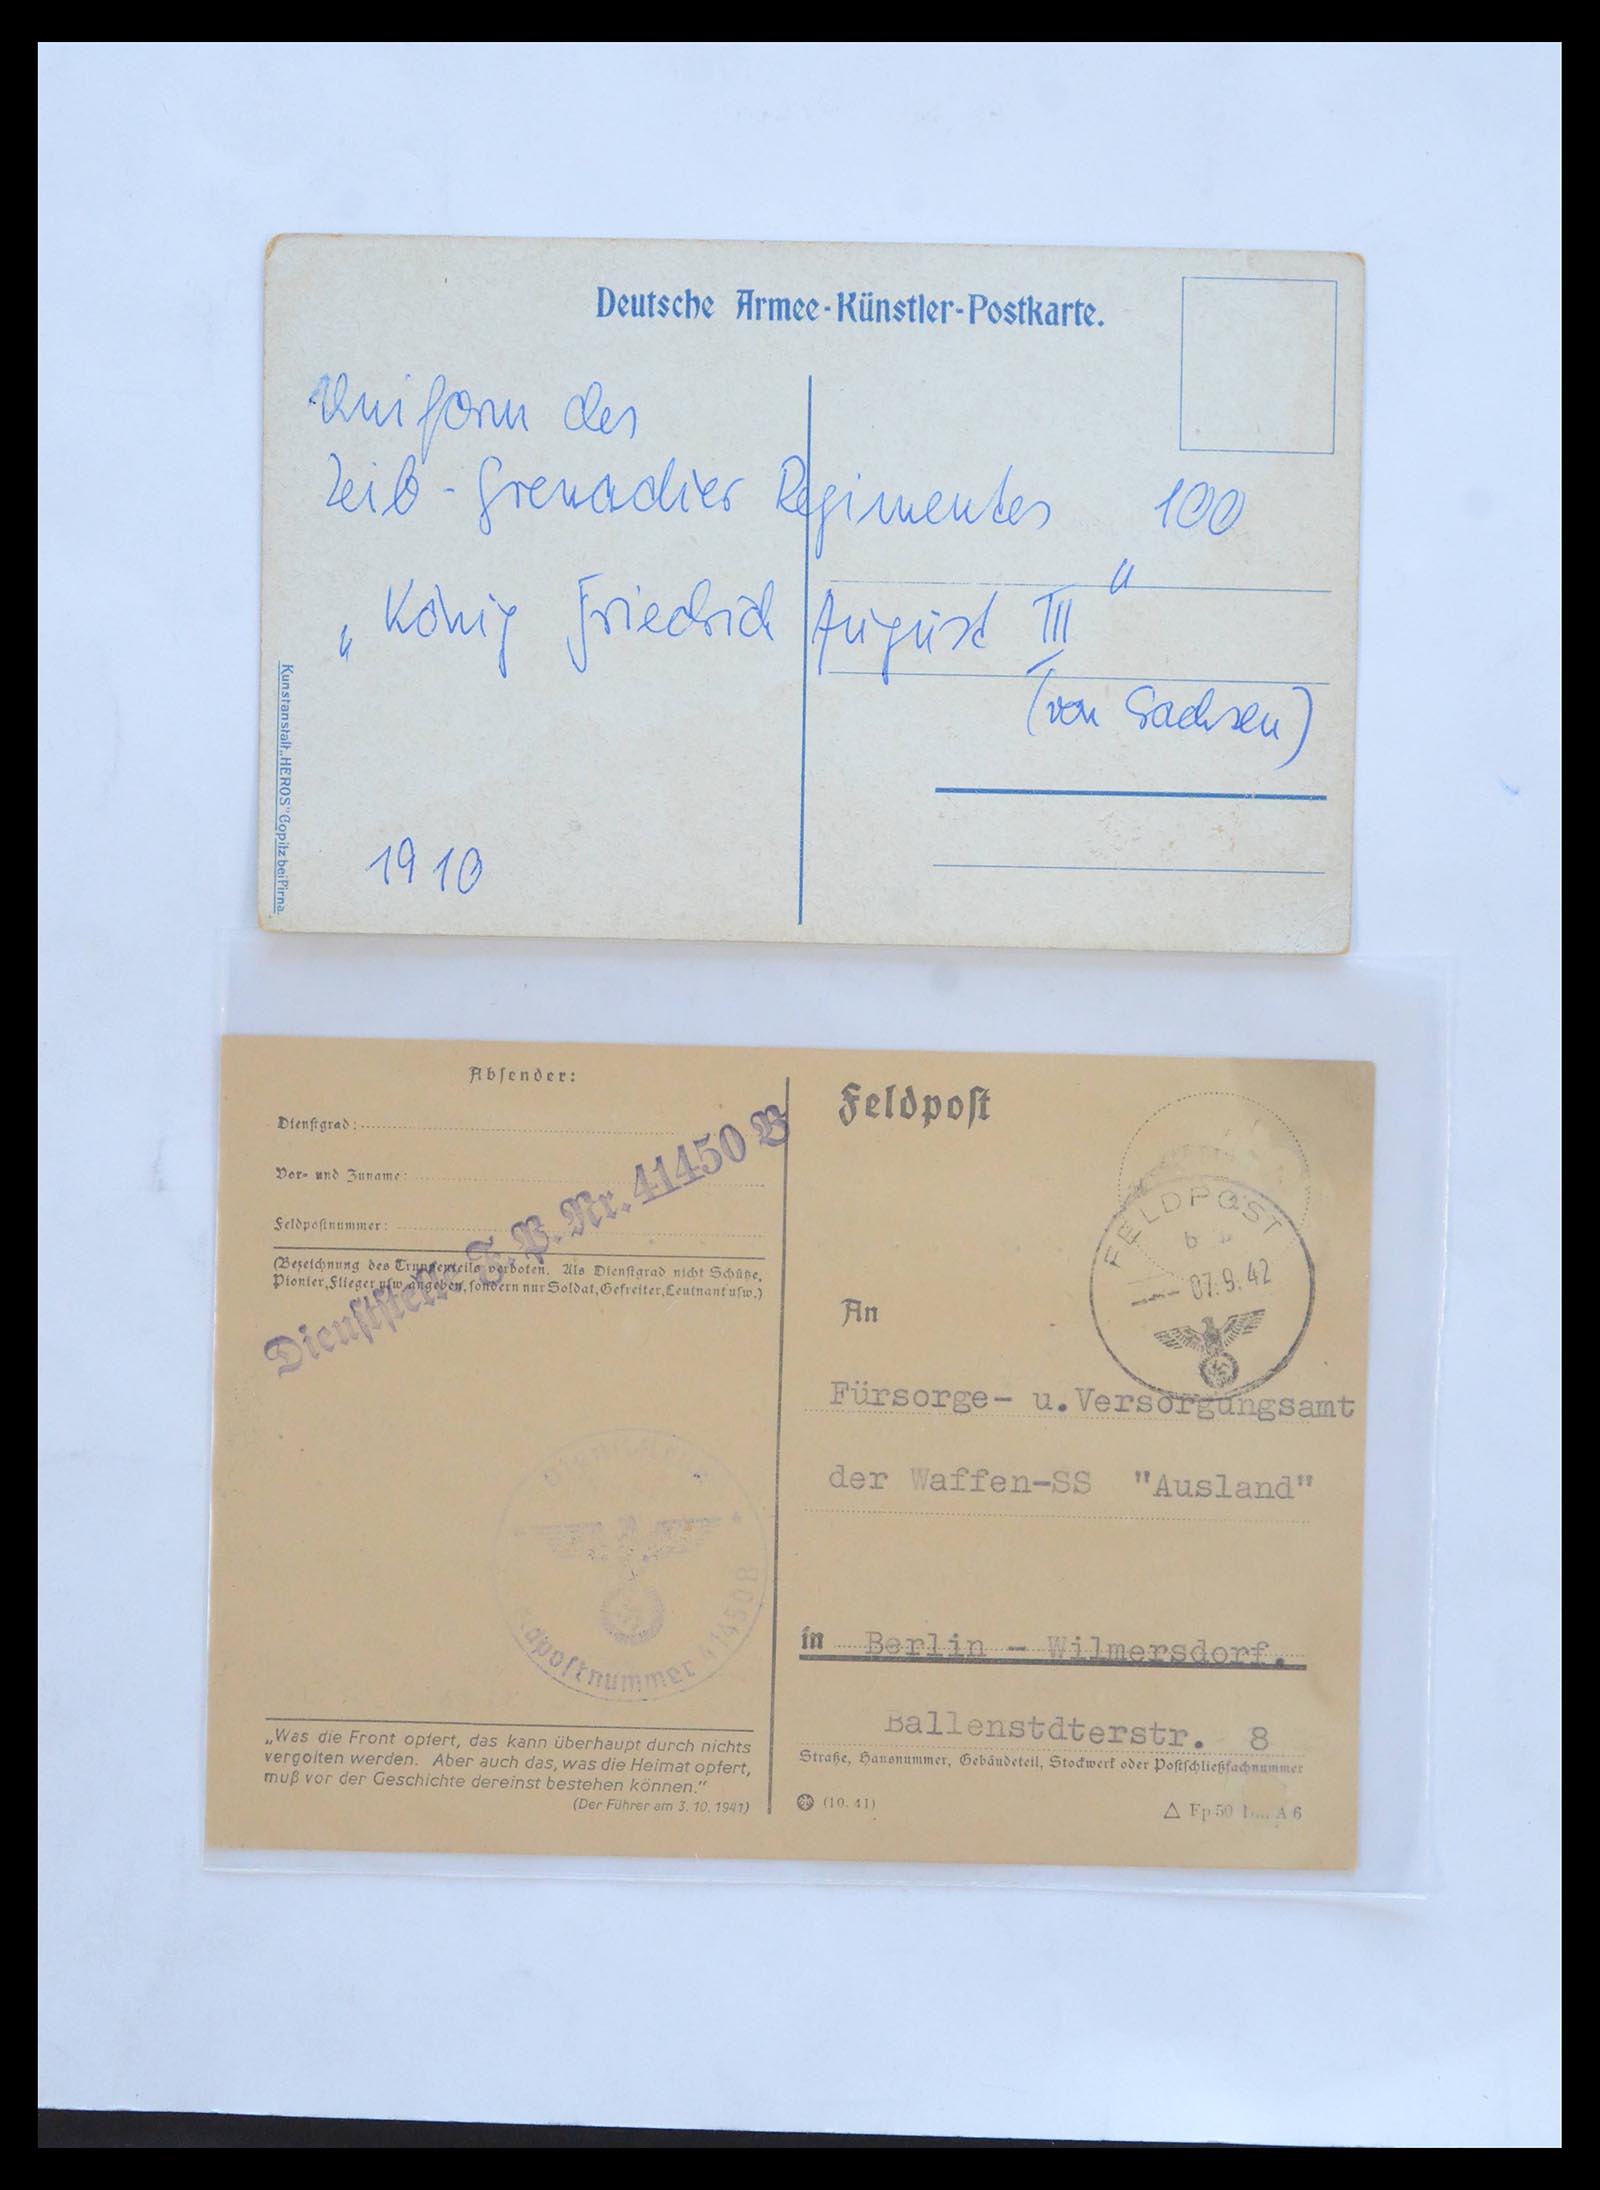 Deutsche Armee-Künstler-Postkarte.
Uniform des
Leib-Grenadier Regimentes 100
„König Friedrich August III"
(von Sachsen)
1910
Kunstanstalt „HEROS" Copitz bei Pirna.
Absender:
Dienstgrad:
Vor- und Zuname:
Feldpostnummer:
(Bezeichnung des Truppenteils verboten. Als Dienstgrad nicht Schütze,
Pionier, Flieger usw. angeben, sondern nur Soldat, Gefreiter, Leutnant usw.)
Dienststelle F. P. Nr. 41450 B
Feldpost
FELDPOST
b
07.9.42
An
Fürsorge- u.Versorgungsamt
der Waffen-SS "Ausland"
in Berlin - Wilmersdorf.
Ballenstdterstr. 8
Straße, Hausnummer, Gebäudeteil, Stockwerk oder Postschließfachnummer
(10. 41)
Fp 50 A 6
Feldpostnummer 41450 B
„Was die Front opfert, das kann überhaupt durch nichts
vergolten werden. Aber auch das, was die Heimat opfert,
muß vor der Geschichte dereinst bestehen können."
(Der Führer am 3. 10. 1941)